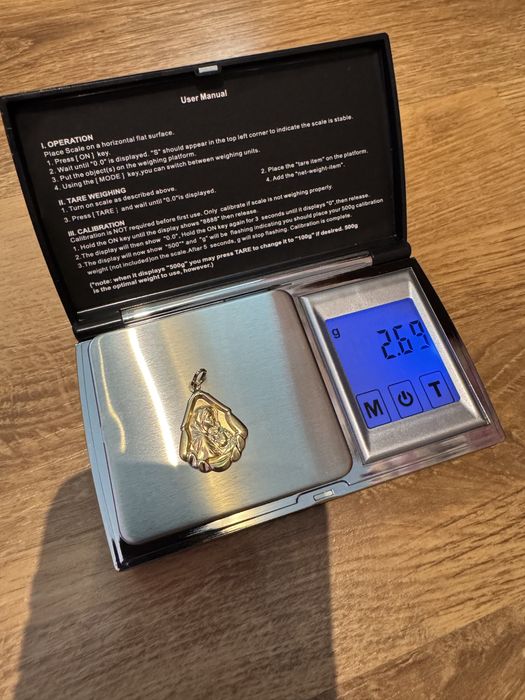 User Manual
I. OPERATION
Place Scale on a horizontal flat surface.
1. Press [ON] key.
2. Wait until "0.0" is displayed. "S" should appear in the top left corner to indicate the scale is stable.
3. Put the object(s) on the weighing platform.
4. Using the [MODE] key,you can switch between weighing units.
II. TARE WEIGHING
1. Turn on scale as described above.
2. Place the "tare item" on the platform.
3. Press [TARE] and wait until "0.0"is displayed.
4. Add the "net-weight-item".
III. CALIBRATION
Calibration is NOT required before first use. Only calibrate if scale is not weighing properly.
1. Hold the ON key until the display shows "8888" then release.
2.The display will then show "0.0". Hold the ON key again for 3 seconds until it displays "0",then release.
3.The display will now show "500"" and "g" will be flashing indicating you should place your 500g calibration
weight (not included)on the scale.After 5 seconds, g will stop flashing. Calibration is complete.
(*note: when it displays "500g" you may press TARE to change it to "100g" if desired. 500g
is the optimal weight to use, however.)
g
2.69
M T